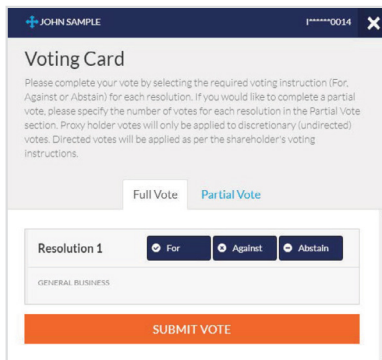 JOHN SAMPLE I******0014
Voting Card
Please complete your vote by selecting the required voting instruction (For,
Against or Abstain) for each resolution. If you would like to complete a partial
vote, please specify the number of votes for each resolution in the Partial Vote
section. Proxy holder votes will only be applied to discretionary (undirected)
votes. Directed votes will be applied as per the shareholder's voting
instructions.
Full Vote Partial Vote
Resolution 1 For Against Abstain
GENERAL BUSINESS
SUBMIT VOTE